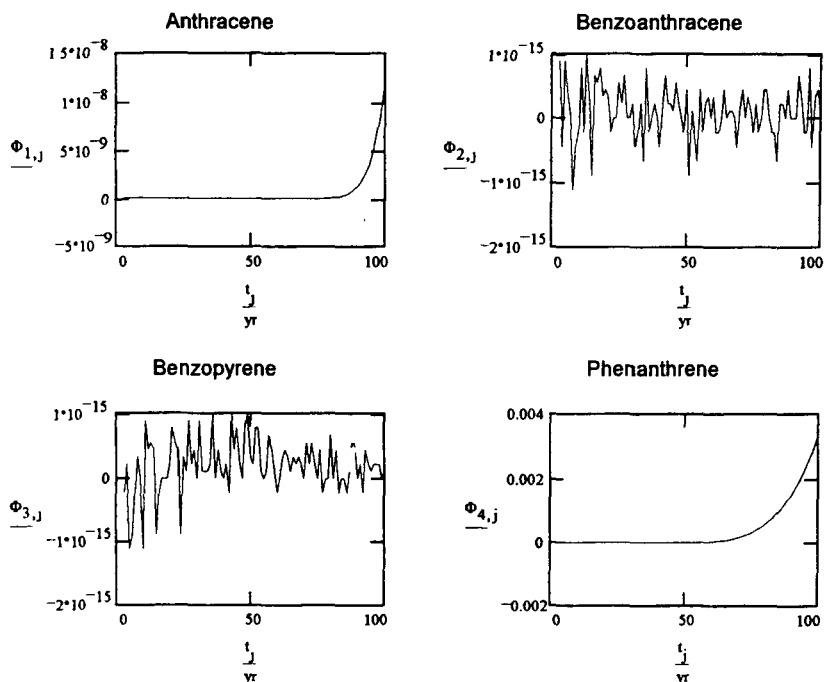 Anthracene
1.5*10⁻⁸
1*10⁻⁸
5*10⁻⁹
0
−5*10⁻⁹
Φ1,j
0
50
100
tj
yr
Benzoanthracene
1*10⁻¹⁵
0
−1*10⁻¹⁵
−2*10⁻¹⁵
Φ2,j
0
50
100
tj
yr
Benzopyrene
1*10⁻¹⁵
0
−1*10⁻¹⁵
−2*10⁻¹⁵
Φ3,j
0
50
100
tj
yr
Phenanthrene
0.004
0.002
0
−0.002
Φ4,j
0
50
100
tj
yr